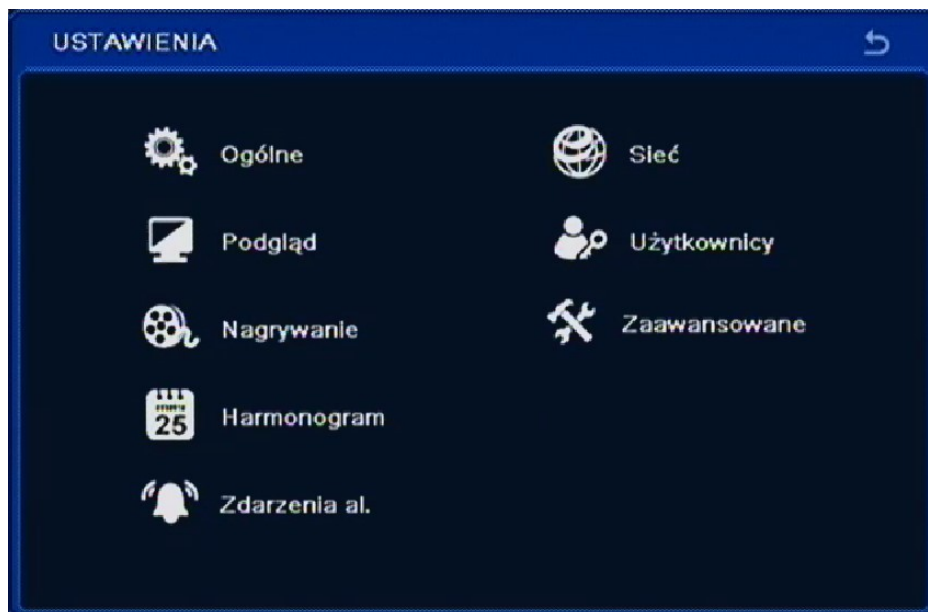 USTAWIENIA
Ogólne
Sieć
Podgląd
Użytkownicy
Nagrywanie
Zaawansowane
25
Harmonogram
Zdarzenia al.